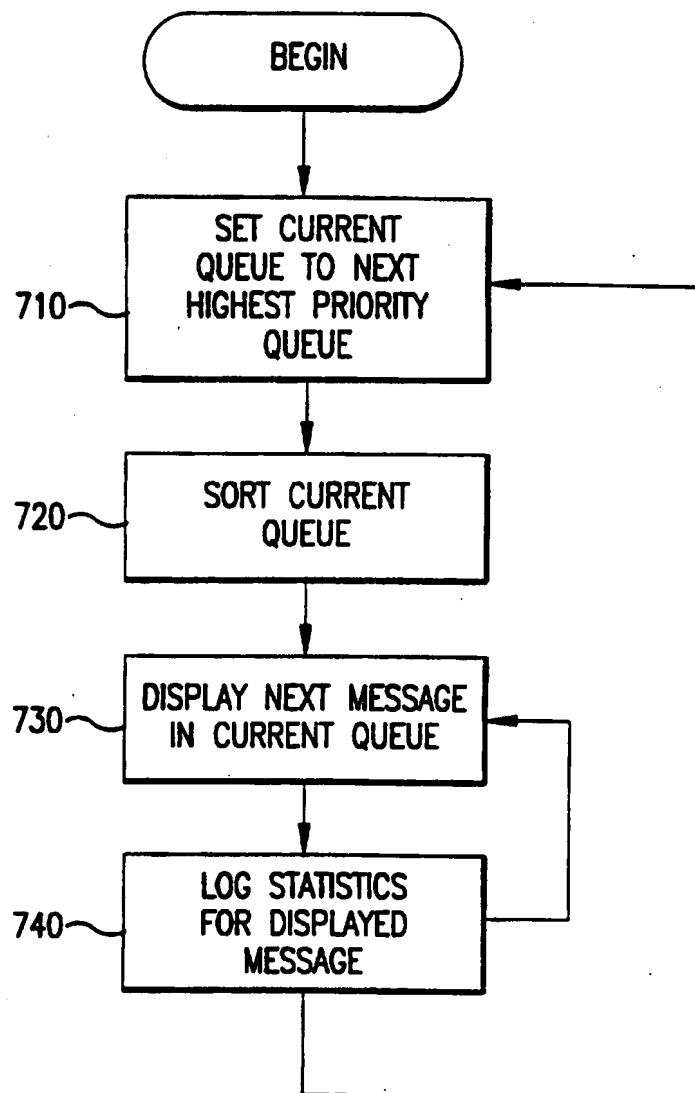 BEGIN
SET CURRENT
QUEUE TO NEXT
HIGHEST PRIORITY
QUEUE
710
SORT CURRENT
QUEUE
720
DISPLAY NEXT MESSAGE
IN CURRENT QUEUE
730
LOG STATISTICS
FOR DISPLAYED
MESSAGE
740